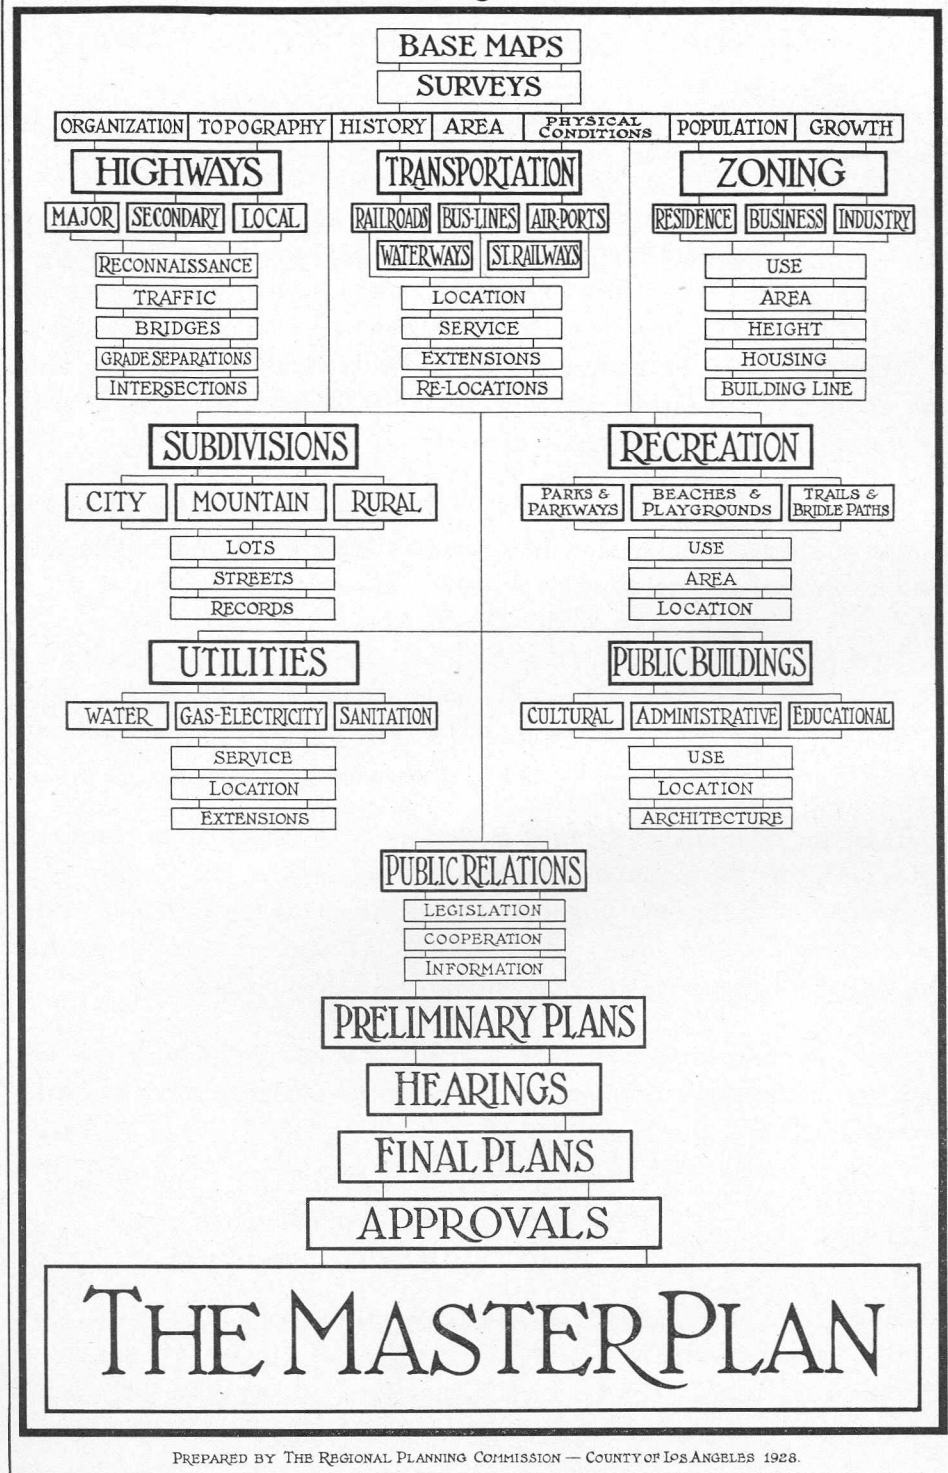 BASE MAPS
SURVEYS
ORGANIZATION TOPOGRAPHY HISTORY AREA PHYSICAL CONDITIONS POPULATION GROWTH
HIGHWAYS TRANSPORTATION ZONING
MAJOR SECONDARY LOCAL RAILROADS BUS-LINES AIR-PORTS RESIDENCE BUSINESS INDUSTRY
WATERWAYS ST.RAILWAYS
RECONNAISSANCE USE
TRAFFIC LOCATION AREA
BRIDGES SERVICE HEIGHT
GRADE SEPARATIONS EXTENSIONS HOUSING
INTERSECTIONS RE-LOCATIONS BUILDING LINE
SUBDIVISIONS RECREATION
CITY MOUNTAIN RURAL PARKS & PARKWAYS BEACHES & PLAYGROUNDS TRAILS & BRIDLE PATHS
LOTS USE
STREETS AREA
RECORDS LOCATION
UTILITIES PUBLIC BUILDINGS
WATER GAS-ELECTRICITY SANITATION CULTURAL ADMINISTRATIVE EDUCATIONAL
SERVICE USE
LOCATION LOCATION
EXTENSIONS ARCHITECTURE
PUBLIC RELATIONS
LEGISLATION
COOPERATION
INFORMATION
PRELIMINARY PLANS
HEARINGS
FINAL PLANS
APPROVALS
THE MASTER PLAN
PREPARED BY THE REGIONAL PLANNING COMMISSION — COUNTY OF LOS ANGELES 1928.